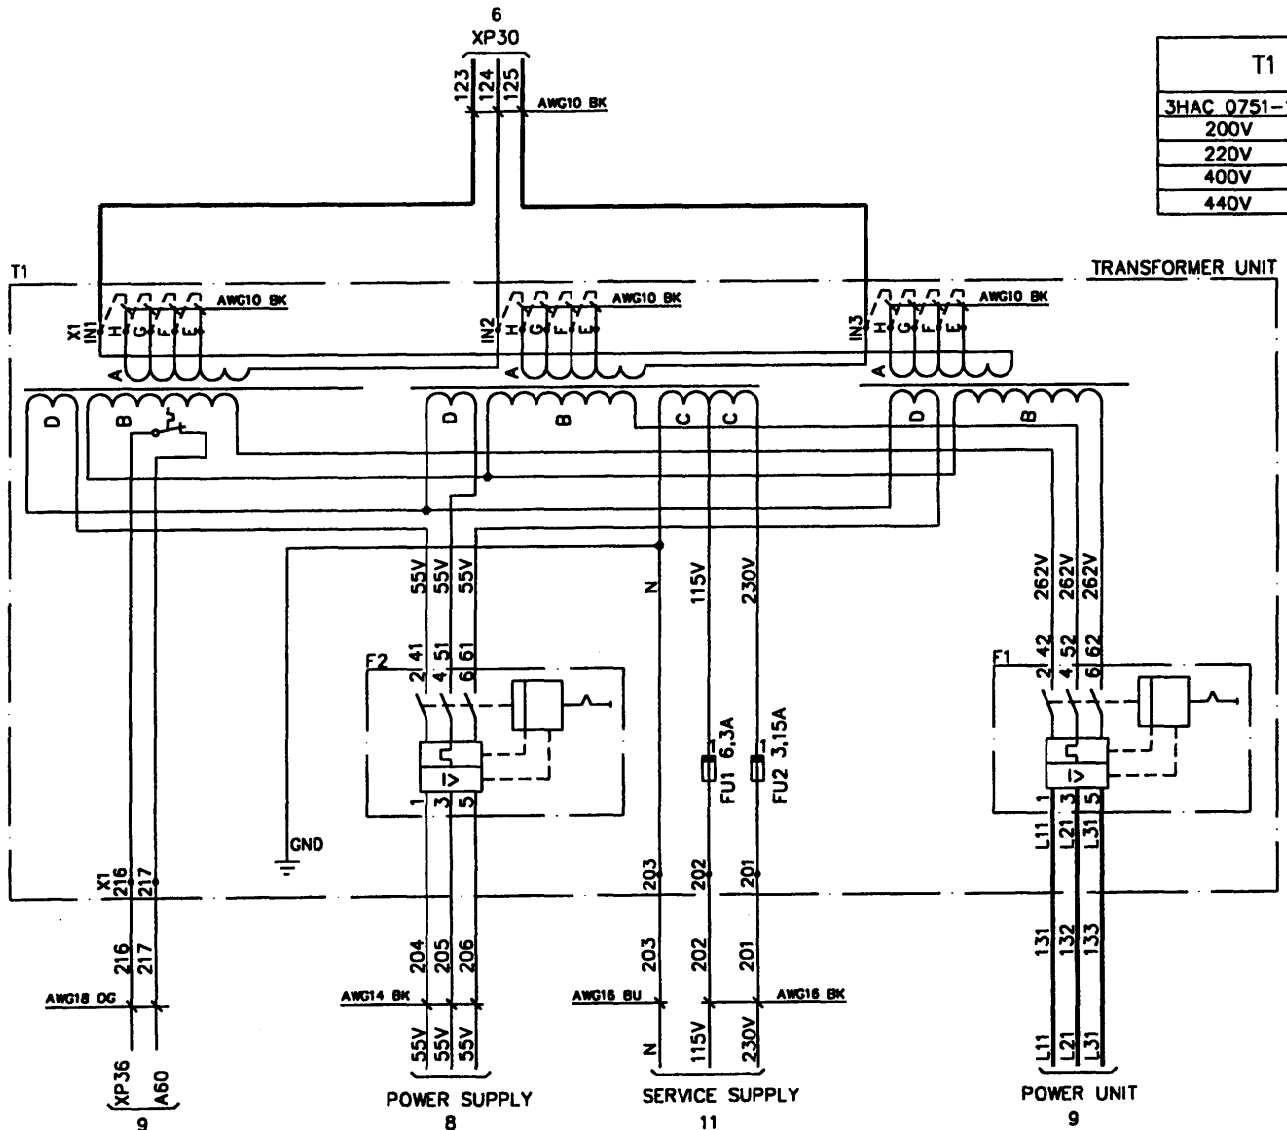 6
XP30
123 124 125
AWG10 BK
T1
3HAC 0751-
200V
220V
400V
440V
T1
TRANSFORMER UNIT
X1
IN1 H G F E
AWG10 BK
IN2 H G F E
AWG10 BK
IN3 H G F E
AWG10 BK
A
A
A
D B
D B
C C
D B
55V 55V 55V
N 115V 230V
262V 262V 262V
F2
2 41
4 51
6 61
F1
2 42
4 52
6 62
1 1
FU1 6,3A
FU2 3,15A
V
V
1 3 5
1 3 5
L11 L21 L31
GND
X1
216 217
203 202 201
216 217
204 205 206
203 202 201
131 132 133
AWG18 OG
AWG14 BK
AWG16 BU
AWG16 BK
55V 55V 55V
N 115V 230V
L11 L21 L31
XP36 A60
9
POWER SUPPLY
8
SERVICE SUPPLY
11
POWER UNIT
9